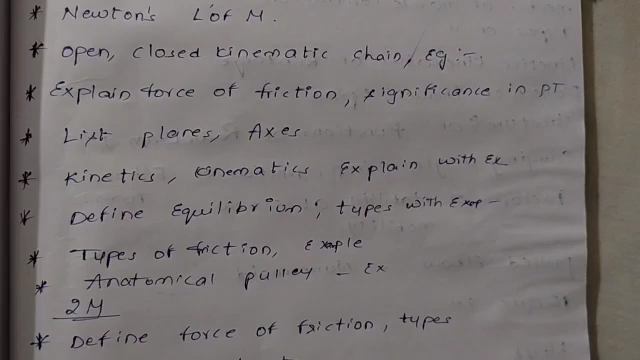 * Newton's L of M.
* Open, closed kinematic chain, Eg :-
* Explain force of friction, significance in PT
* List planes, Axes
* Kinetics, Kinematics Explain with Ex
* Define Equilibrium, types with Exap -
* Types of friction, Exaple
* Anatomical pulley - Ex
2M
* Define force of friction, types